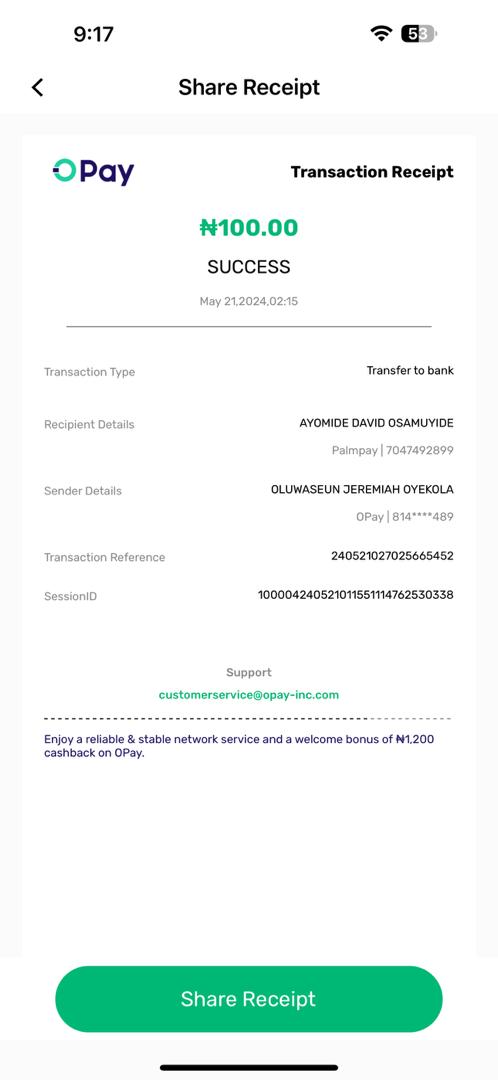 9:17
53
Share Receipt
OPay
Transaction Receipt
₦100.00
SUCCESS
May 21,2024,02:15
Transaction Type
Transfer to bank
Recipient Details
AYOMIDE DAVID OSAMUYIDE
Palmpay | 7047492899
Sender Details
OLUWASEUN JEREMIAH OYEKOLA
OPay | 814****489
Transaction Reference
240521027025665452
SessionID
100004240521011551114762530338
Support
customerservice@opay-inc.com
Enjoy a reliable & stable network service and a welcome bonus of ₦1,200
cashback on OPay.
Share Receipt